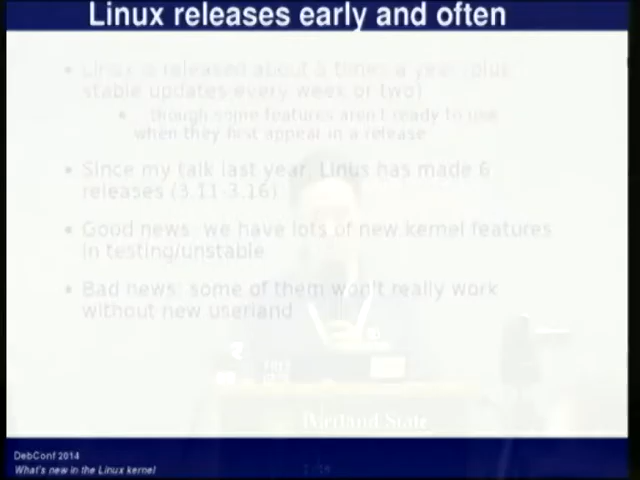 Linux releases early and often
• Linux is released about 5 times a year (plus
stable updates every week or two)
• ...though some features aren't ready to use
when they first appear in a release
• Since my talk last year, Linus has made 6
releases (3.11-3.16)
• Good news: we have lots of new kernel features
in testing/unstable
• Bad news: some of them won't really work
without new userland
Portland State
DebConf 2014
What's new in the Linux kernel